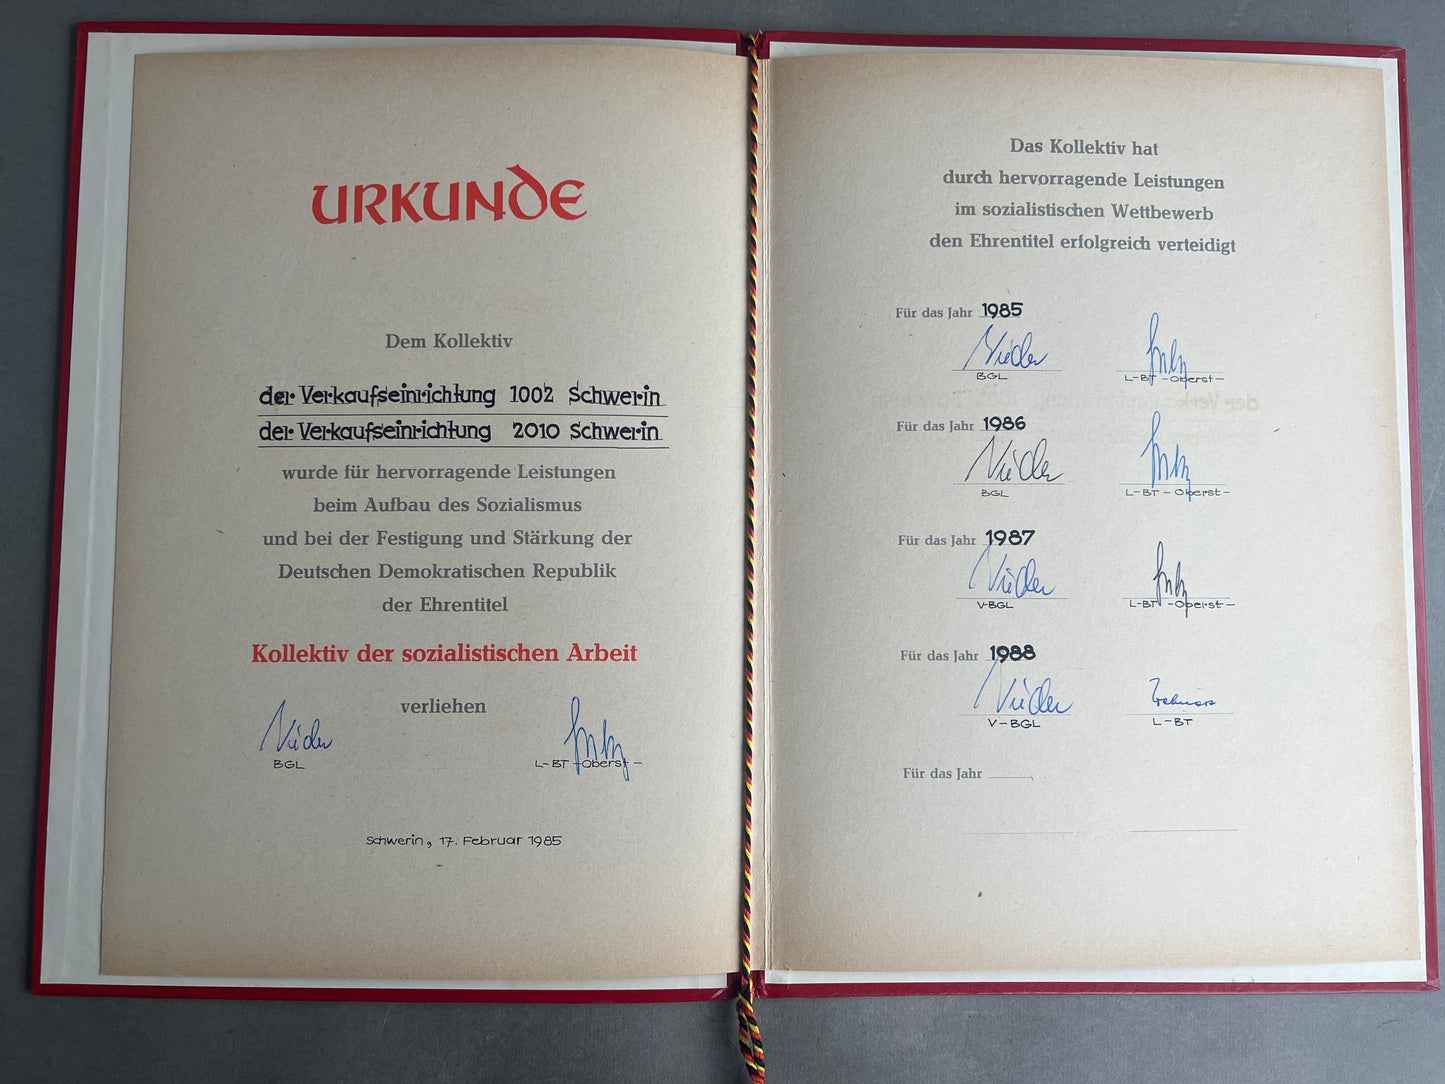 URKUNDE
Dem Kollektiv
der Verkaufseinrichtung 1002 Schwerin
der Verkaufseinrichtung 2010 Schwerin
wurde für hervorragende Leistungen
beim Aufbau des Sozialismus
und bei der Festigung und Stärkung der
Deutschen Demokratischen Republik
der Ehrentitel
Kollektiv der sozialistischen Arbeit
verliehen
BGL L-BT -Oberst-
Schwerin, 17. Februar 1985
Das Kollektiv hat
durch hervorragende Leistungen
im sozialistischen Wettbewerb
den Ehrentitel erfolgreich verteidigt
Für das Jahr 1985
BGL L-BT -Oberst-
Für das Jahr 1986
BGL L-BT -Oberst-
Für das Jahr 1987
V-BGL L-BT -Oberst-
Für das Jahr 1988
V-BGL L-BT
Für das Jahr